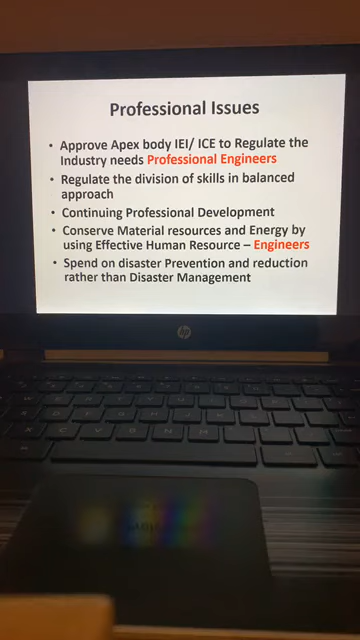 Professional Issues
• Approve Apex body IEI/ ICE to Regulate the
Industry needs Professional Engineers
• Regulate the division of skills in balanced
approach
• Continuing Professional Development
• Conserve Material resources and Energy by
using Effective Human Resource – Engineers
• Spend on disaster Prevention and reduction
rather than Disaster Management
hp